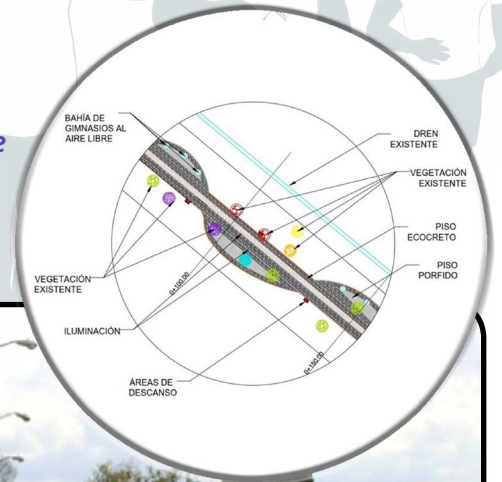 BAHÍA DE
GIMNASIOS AL
AIRE LIBRE
DREN
EXISTENTE
VEGETACIÓN
EXISTENTE
PISO
ECOCRETO
PISO
PORFIDO
VEGETACIÓN
EXISTENTE
0+100.00
ILUMINACIÓN
0+150.00
ÁREAS DE
DESCANSO